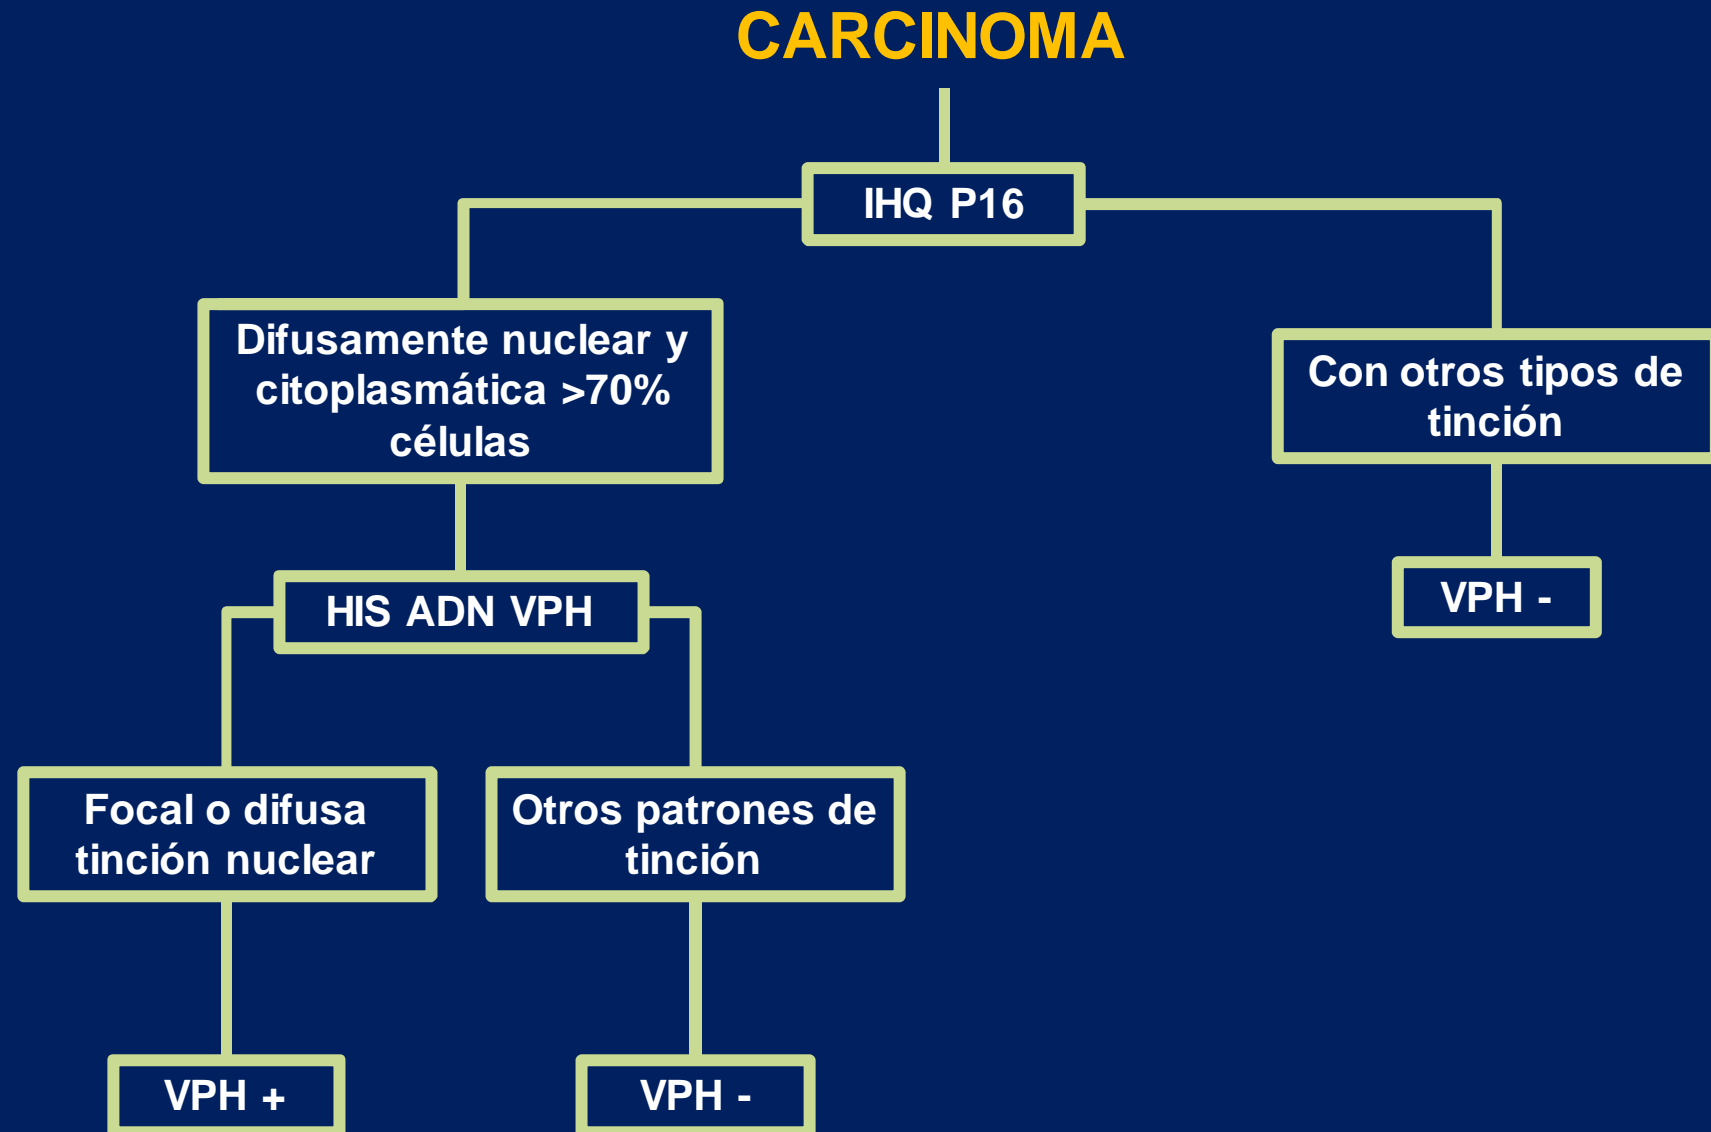 CARCINOMA
IHQ P16
Difusamente nuclear y
citoplasmática >70%
células
Con otros tipos de
tinción
HIS ADN VPH
VPH -
Focal o difusa
tinción nuclear
Otros patrones de
tinción
VPH +
VPH -